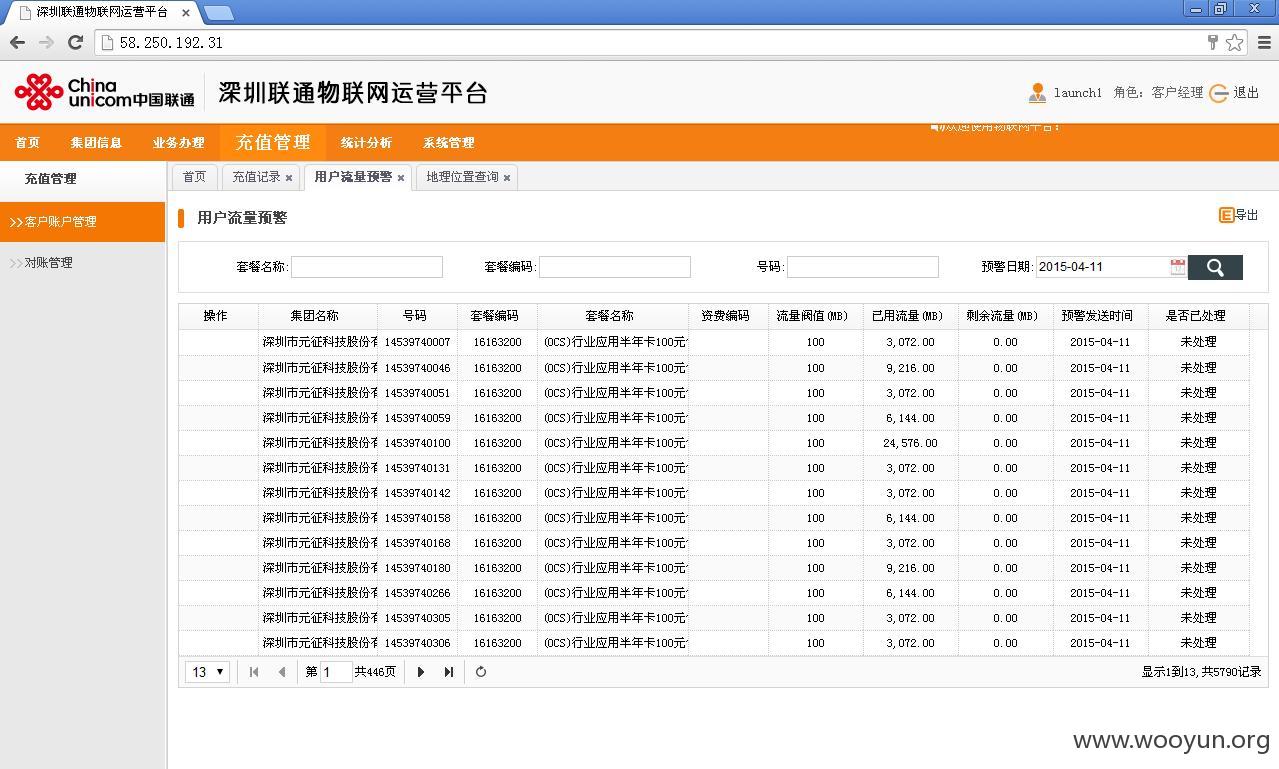 深圳联通物联网运营平台
58.250.192.31
China unicom中国联通 深圳联通物联网运营平台 launch1 角色: 客户经理 退出
欢迎使用物联网平台!
首页 集团信息 业务办理 充值管理 统计分析 系统管理
充值管理
>>客户账户管理
>>对账管理
首页 充值记录 用户流量预警 地理位置查询
用户流量预警 导出
套餐名称: 套餐编码: 号码: 预警日期: 2015-04-11
操作 集团名称 号码 套餐编码 套餐名称 资费编码 流量阀值(MB) 已用流量(MB) 剩余流量(MB) 预警发送时间 是否已处理
深圳市元征科技股份有 14539740007 16163200 (OCS)行业应用半年卡100元 100 3,072.00 0.00 2015-04-11 未处理
深圳市元征科技股份有 14539740046 16163200 (OCS)行业应用半年卡100元 100 9,216.00 0.00 2015-04-11 未处理
深圳市元征科技股份有 14539740051 16163200 (OCS)行业应用半年卡100元 100 3,072.00 0.00 2015-04-11 未处理
深圳市元征科技股份有 14539740059 16163200 (OCS)行业应用半年卡100元 100 6,144.00 0.00 2015-04-11 未处理
深圳市元征科技股份有 14539740100 16163200 (OCS)行业应用半年卡100元 100 24,576.00 0.00 2015-04-11 未处理
深圳市元征科技股份有 14539740131 16163200 (OCS)行业应用半年卡100元 100 3,072.00 0.00 2015-04-11 未处理
深圳市元征科技股份有 14539740142 16163200 (OCS)行业应用半年卡100元 100 3,072.00 0.00 2015-04-11 未处理
深圳市元征科技股份有 14539740158 16163200 (OCS)行业应用半年卡100元 100 6,144.00 0.00 2015-04-11 未处理
深圳市元征科技股份有 14539740168 16163200 (OCS)行业应用半年卡100元 100 3,072.00 0.00 2015-04-11 未处理
深圳市元征科技股份有 14539740180 16163200 (OCS)行业应用半年卡100元 100 9,216.00 0.00 2015-04-11 未处理
深圳市元征科技股份有 14539740266 16163200 (OCS)行业应用半年卡100元 100 6,144.00 0.00 2015-04-11 未处理
深圳市元征科技股份有 14539740305 16163200 (OCS)行业应用半年卡100元 100 3,072.00 0.00 2015-04-11 未处理
深圳市元征科技股份有 14539740306 16163200 (OCS)行业应用半年卡100元 100 3,072.00 0.00 2015-04-11 未处理
13 第 1 共446页 显示1到13,共5790记录
www.wooyun.org